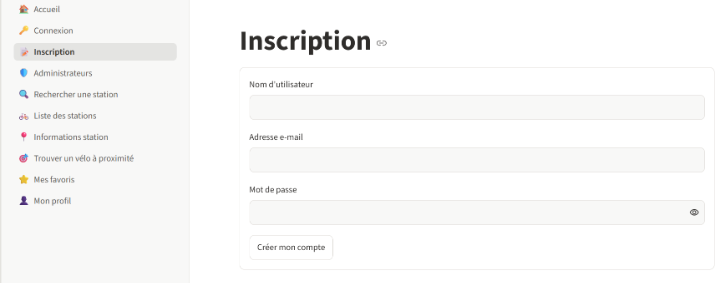 Accueil
Connexion
Inscription
Administrateurs
Rechercher une station
Liste des stations
Informations station
Trouver un vélo à proximité
Mes favoris
Mon profil
Inscription
Nom d'utilisateur
Adresse e-mail
Mot de passe
Créer mon compte